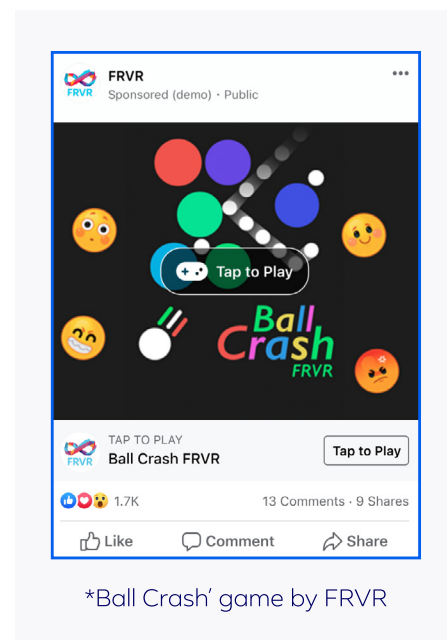 FRVR
FRVR
Sponsored (demo) · Public
Tap to Play
Ball
Crash
FRVR
TAP TO PLAY
Ball Crash FRVR
FRVR
Tap to Play
1.7K
13 Comments · 9 Shares
Like
Comment
Share
*Ball Crash’ game by FRVR